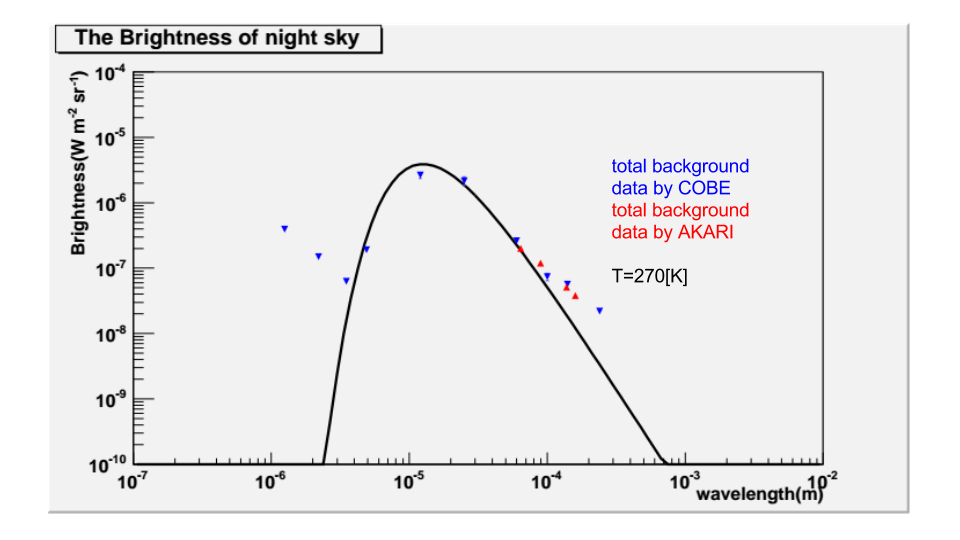 The Brightness of night sky
Brightness(W m⁻² sr⁻¹)
10⁻⁴
10⁻⁵
10⁻⁶
10⁻⁷
10⁻⁸
10⁻⁹
10⁻¹⁰
total background
data by COBE
total background
data by AKARI
T=270[K]
10⁻⁷ 10⁻⁶ 10⁻⁵ 10⁻⁴ 10⁻³ 10⁻²
wavelength(m)